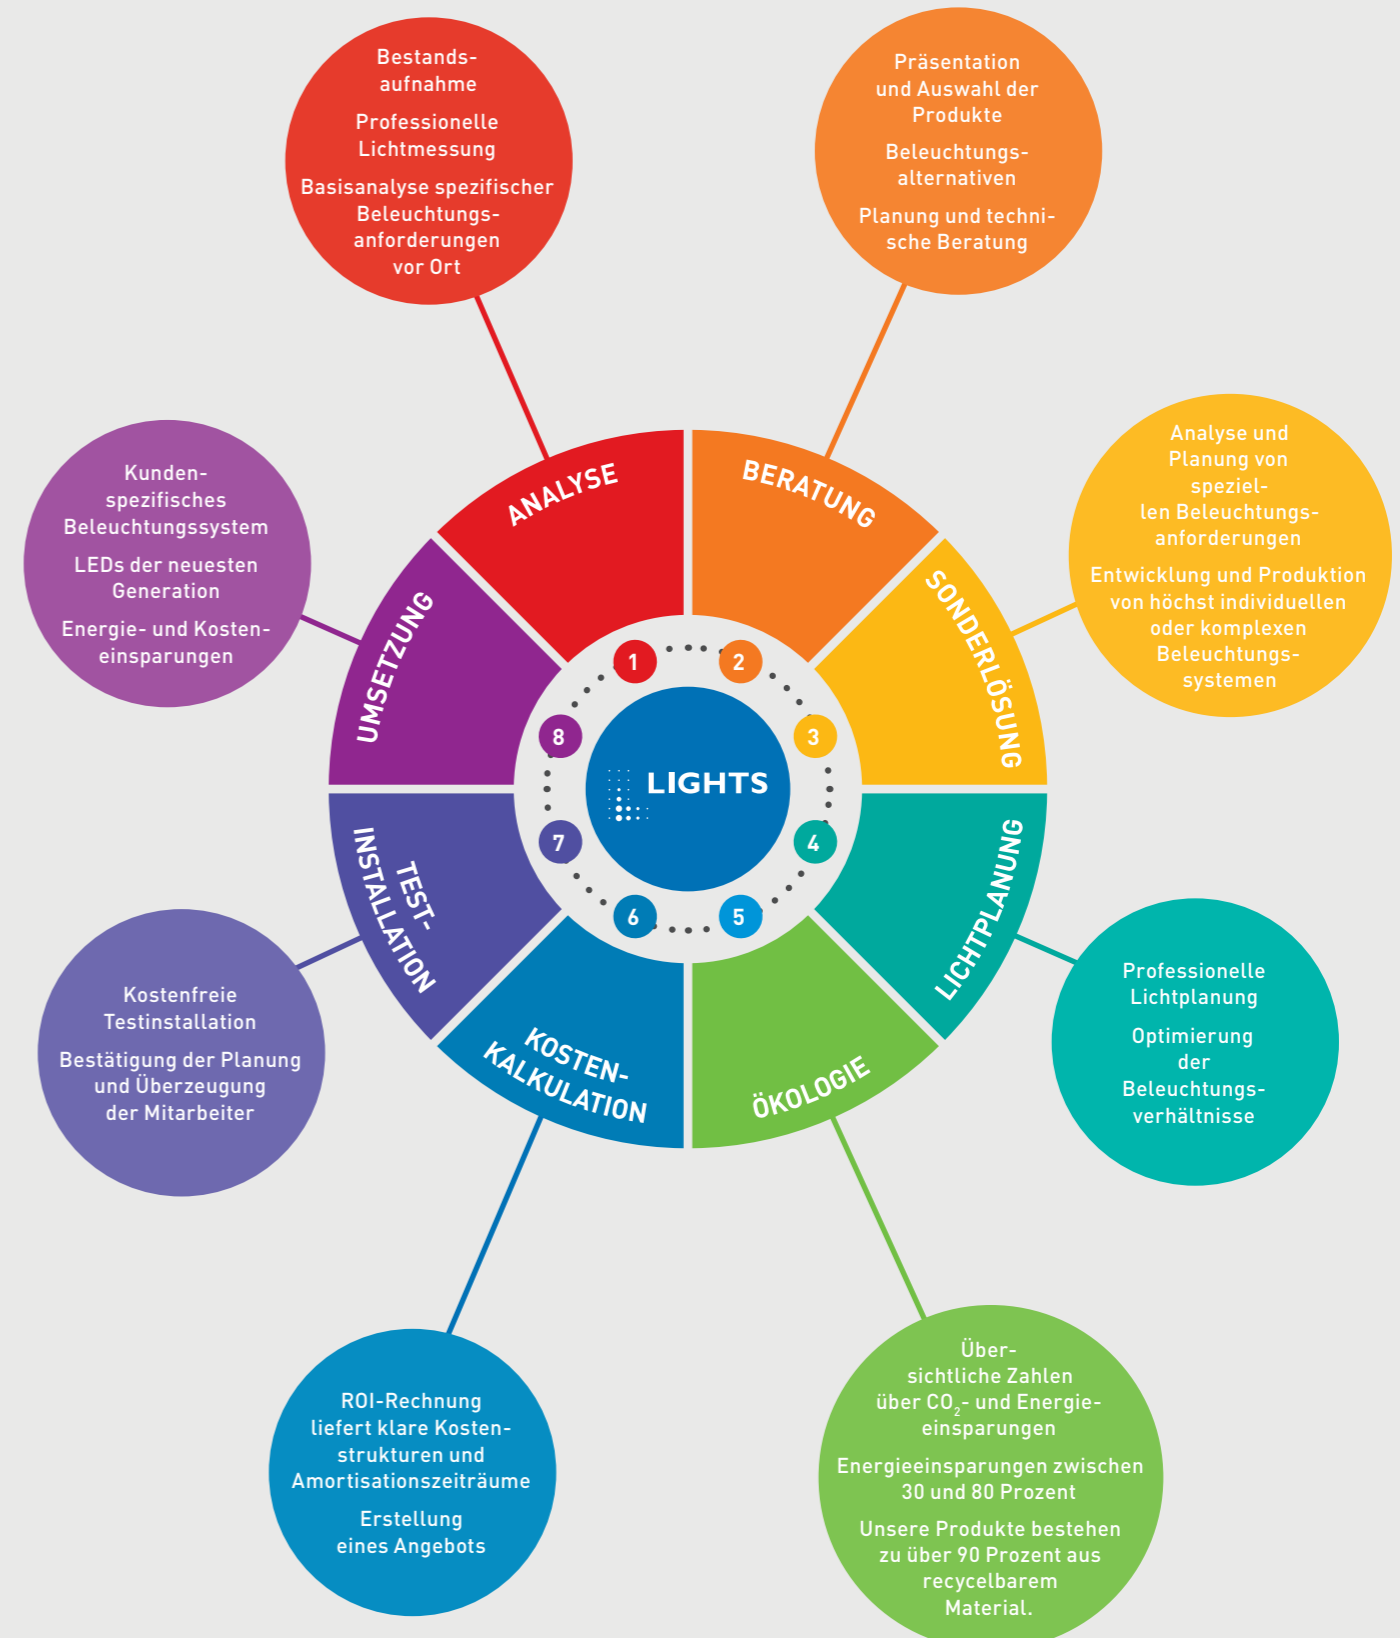 Bestands-
aufnahme
Professionelle
Lichtmessung
Basisanalyse spezifischer
Beleuchtungs-
anforderungen
vor Ort
Präsentation
und Auswahl der
Produkte
Beleuchtungs-
alternativen
Planung und techni-
sche Beratung
Analyse und
Planung von
speziel-
len Beleuchtungs-
anforderungen
Entwicklung und Produktion
von höchst individuellen
oder komplexen
Beleuchtungs-
systemen
Professionelle
Lichtplanung
Optimierung
der
Beleuchtungs-
verhältnisse
Über-
sichtliche Zahlen
über CO₂- und Energie-
einsparungen
Energieeinsparungen zwischen
30 und 80 Prozent
Unsere Produkte bestehen
zu über 90 Prozent aus
recycelbarem
Material.
ROI-Rechnung
liefert klare Kosten-
strukturen und
Amortisationszeiträume
Erstellung
eines Angebots
Kostenfreie
Testinstallation
Bestätigung der Planung
und Überzeugung
der Mitarbeiter
Kunden-
spezifisches
Beleuchtungssystem
LEDs der neuesten
Generation
Energie- und Kosten-
einsparungen
ANALYSE
BERATUNG
SONDERLÖSUNG
LICHTPLANUNG
ÖKOLOGIE
KOSTEN-
KALKULATION
TEST-
INSTALLATION
UMSETZUNG
1
2
3
4
5
6
7
8
LIGHTS